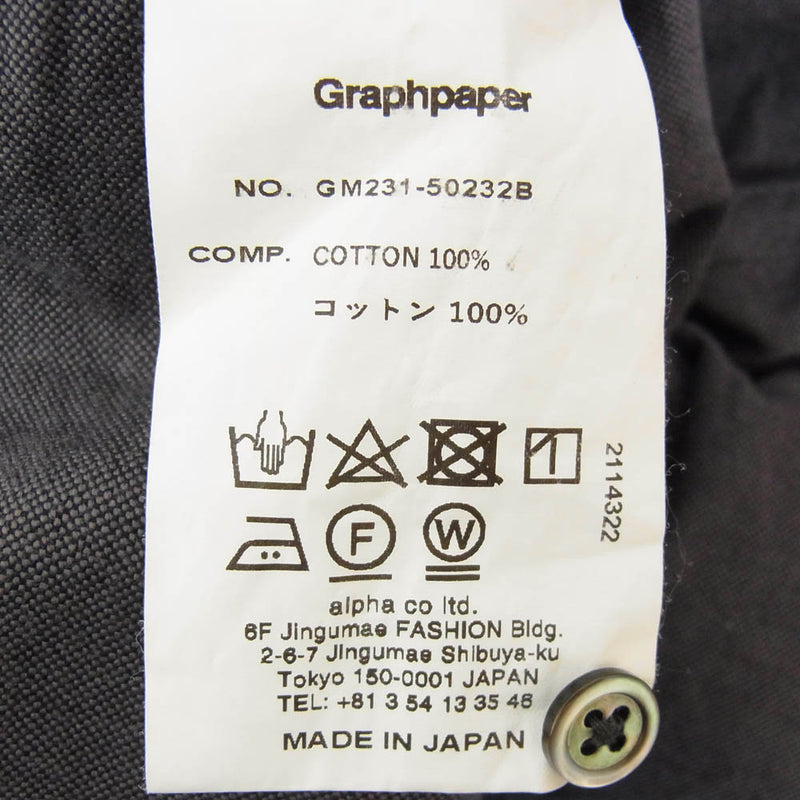 Graphpaper
NO. GM231-50232B
COMP. COTTON 100%
コットン 100%
2114322
F W
alpha co ltd.
6F Jingumae FASHION Bldg.
2-6-7 Jingumae Shibuya-ku
Tokyo 150-0001 JAPAN
TEL: +81 3 54 13 35 46
MADE IN JAPAN